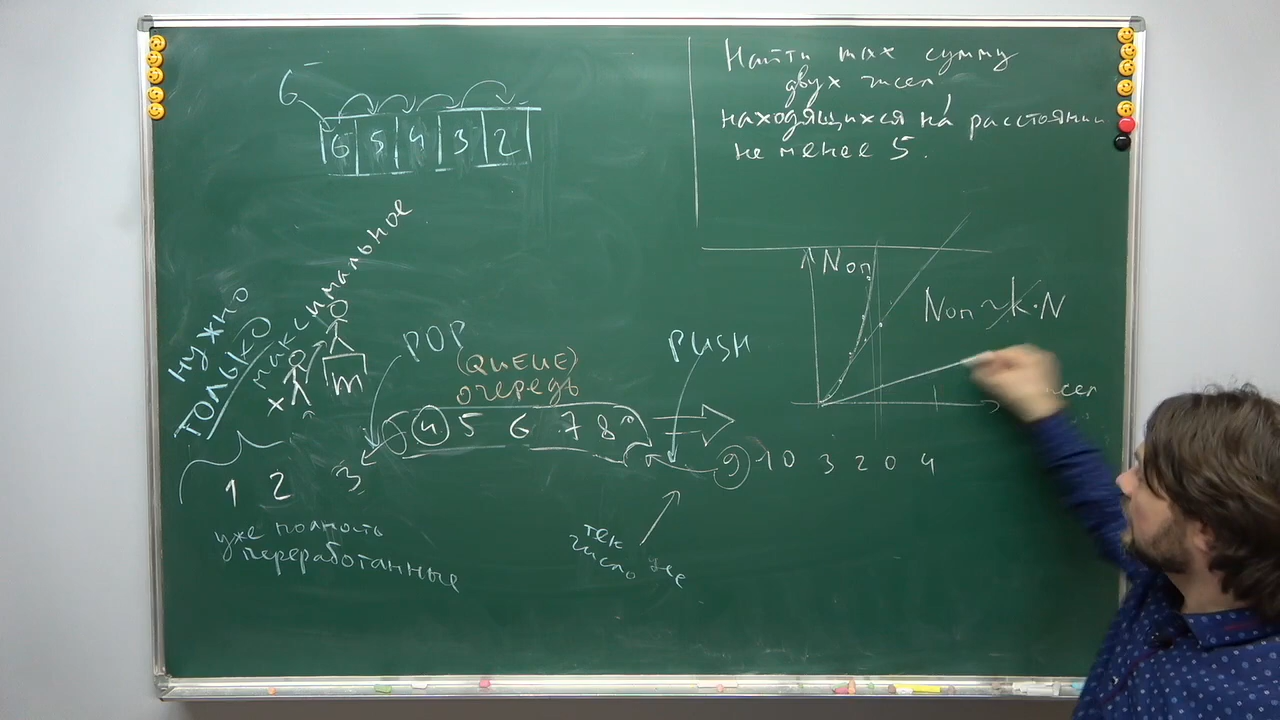 6
6 5 4 3 2
Найти max сумму
двух чисел,
находящихся на расстоянии
не менее 5.
Nоп
Nоп ~ k·N
чисел
нужно
только
максимальное
m
POP
(QUEUE)
очередь
PUSH
4 5 6 7 8
1 2 3
9 10 3 2 0 4
уже полность
переработанные
тек
число